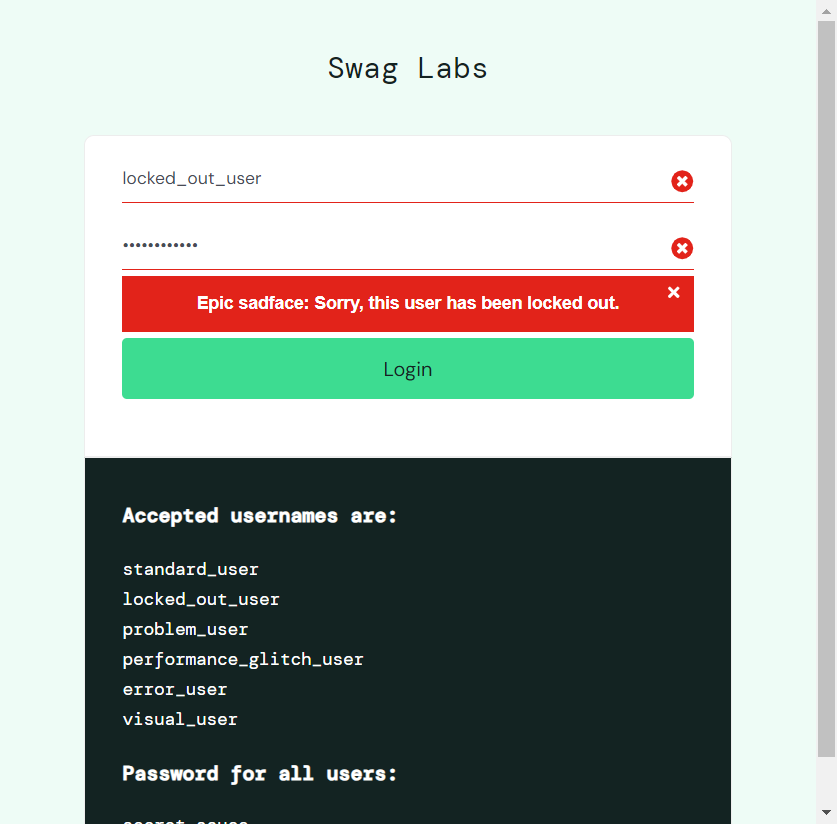 Swag Labs
locked_out_user
••••••••••••
Epic sadface: Sorry, this user has been locked out.
Login
Accepted usernames are:
standard_user
locked_out_user
problem_user
performance_glitch_user
error_user
visual_user
Password for all users: